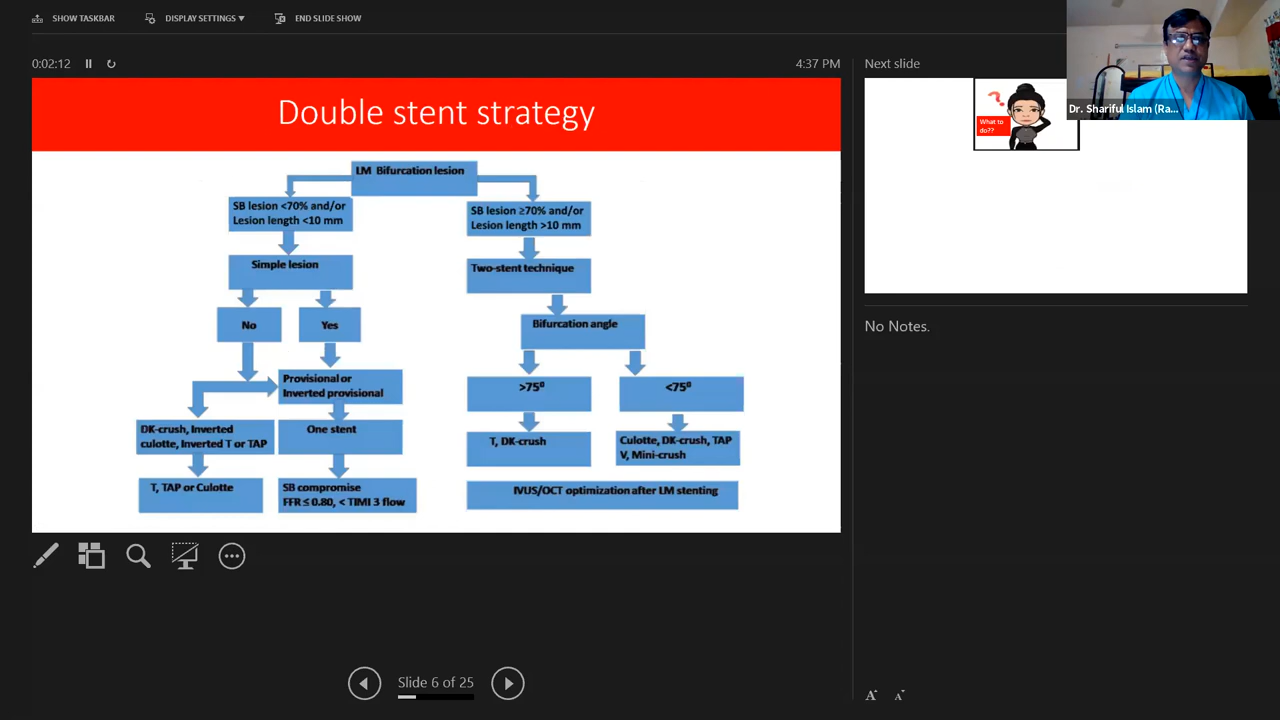 SHOW TASKBAR
DISPLAY SETTINGS ▼
END SLIDE SHOW
0:02:12
4:37 PM
Next slide
Dr. Shariful Islam (Ra...
Double stent strategy
LM Bifurcation lesion
SB lesion <70% and/or
Lesion length <10 mm
SB lesion ≥70% and/or
Lesion length >10 mm
Simple lesion
Two-stent technique
No
Yes
Bifurcation angle
Provisional or
Inverted provisional
>75⁰
<75⁰
DK-crush, Inverted
culotte, Inverted T or TAP
One stent
T, DK-crush
Culotte, DK-crush, TAP
V, Mini-crush
T, TAP or Culotte
SB compromise
FFR ≤ 0.80, < TIMI 3 flow
IVUS/OCT optimization after LM stenting
?
What to
do??
No Notes.
Slide 6 of 25
A
A